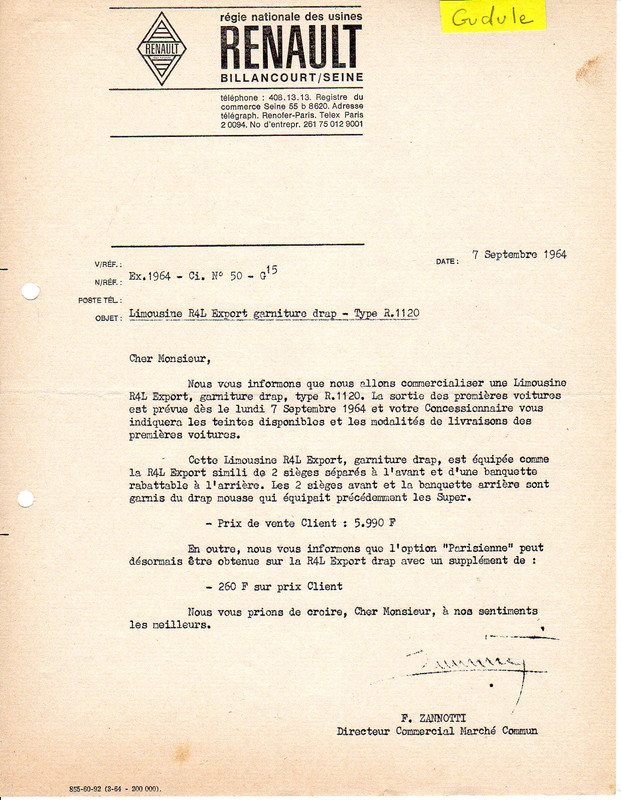 Gudule
régie nationale des usines
RENAULT
RENAULT
BILLANCOURT/SEINE
téléphone : 408.13.13. Registre du
commerce Seine 55 b 8620. Adresse
télégraph. Renofer-Paris. Telex Paris
2 0094. No d'entrepr. 261 75 012 9001
DATE : 7 Septembre 1964
V/RÉF. :
N/RÉF. : Ex.1964 - Ci. N° 50 - G15
POSTE TÉL. :
OBJET : Limousine R4L Export garniture drap - Type R.1120
Cher Monsieur,
Nous vous informons que nous allons commercialiser une Limousine
R4L Export, garniture drap, type R.1120. La sortie des premières voitures
est prévue dès le lundi 7 Septembre 1964 et votre Concessionnaire vous
indiquera les teintes disponibles et les modalités de livraisons des
premières voitures.
Cette Limousine R4L Export, garniture drap, est équipée comme
la R4L Export simili de 2 sièges séparés à l'avant et d'une banquette
rabattable à l'arrière. Les 2 sièges avant et la banquette arrière sont
garnis du drap mousse qui équipait précédemment les Super.
- Prix de vente Client : 5.990 F
En outre, nous vous informons que l'option "Parisienne" peut
désormais être obtenue sur la R4L Export drap avec un supplément de :
- 260 F sur prix Client
Nous vous prions de croire, Cher Monsieur, à nos sentiments
les meilleurs.
F. ZANNOTTI
Directeur Commercial Marché Commun
855-60-92 (3-64 - 200 000).